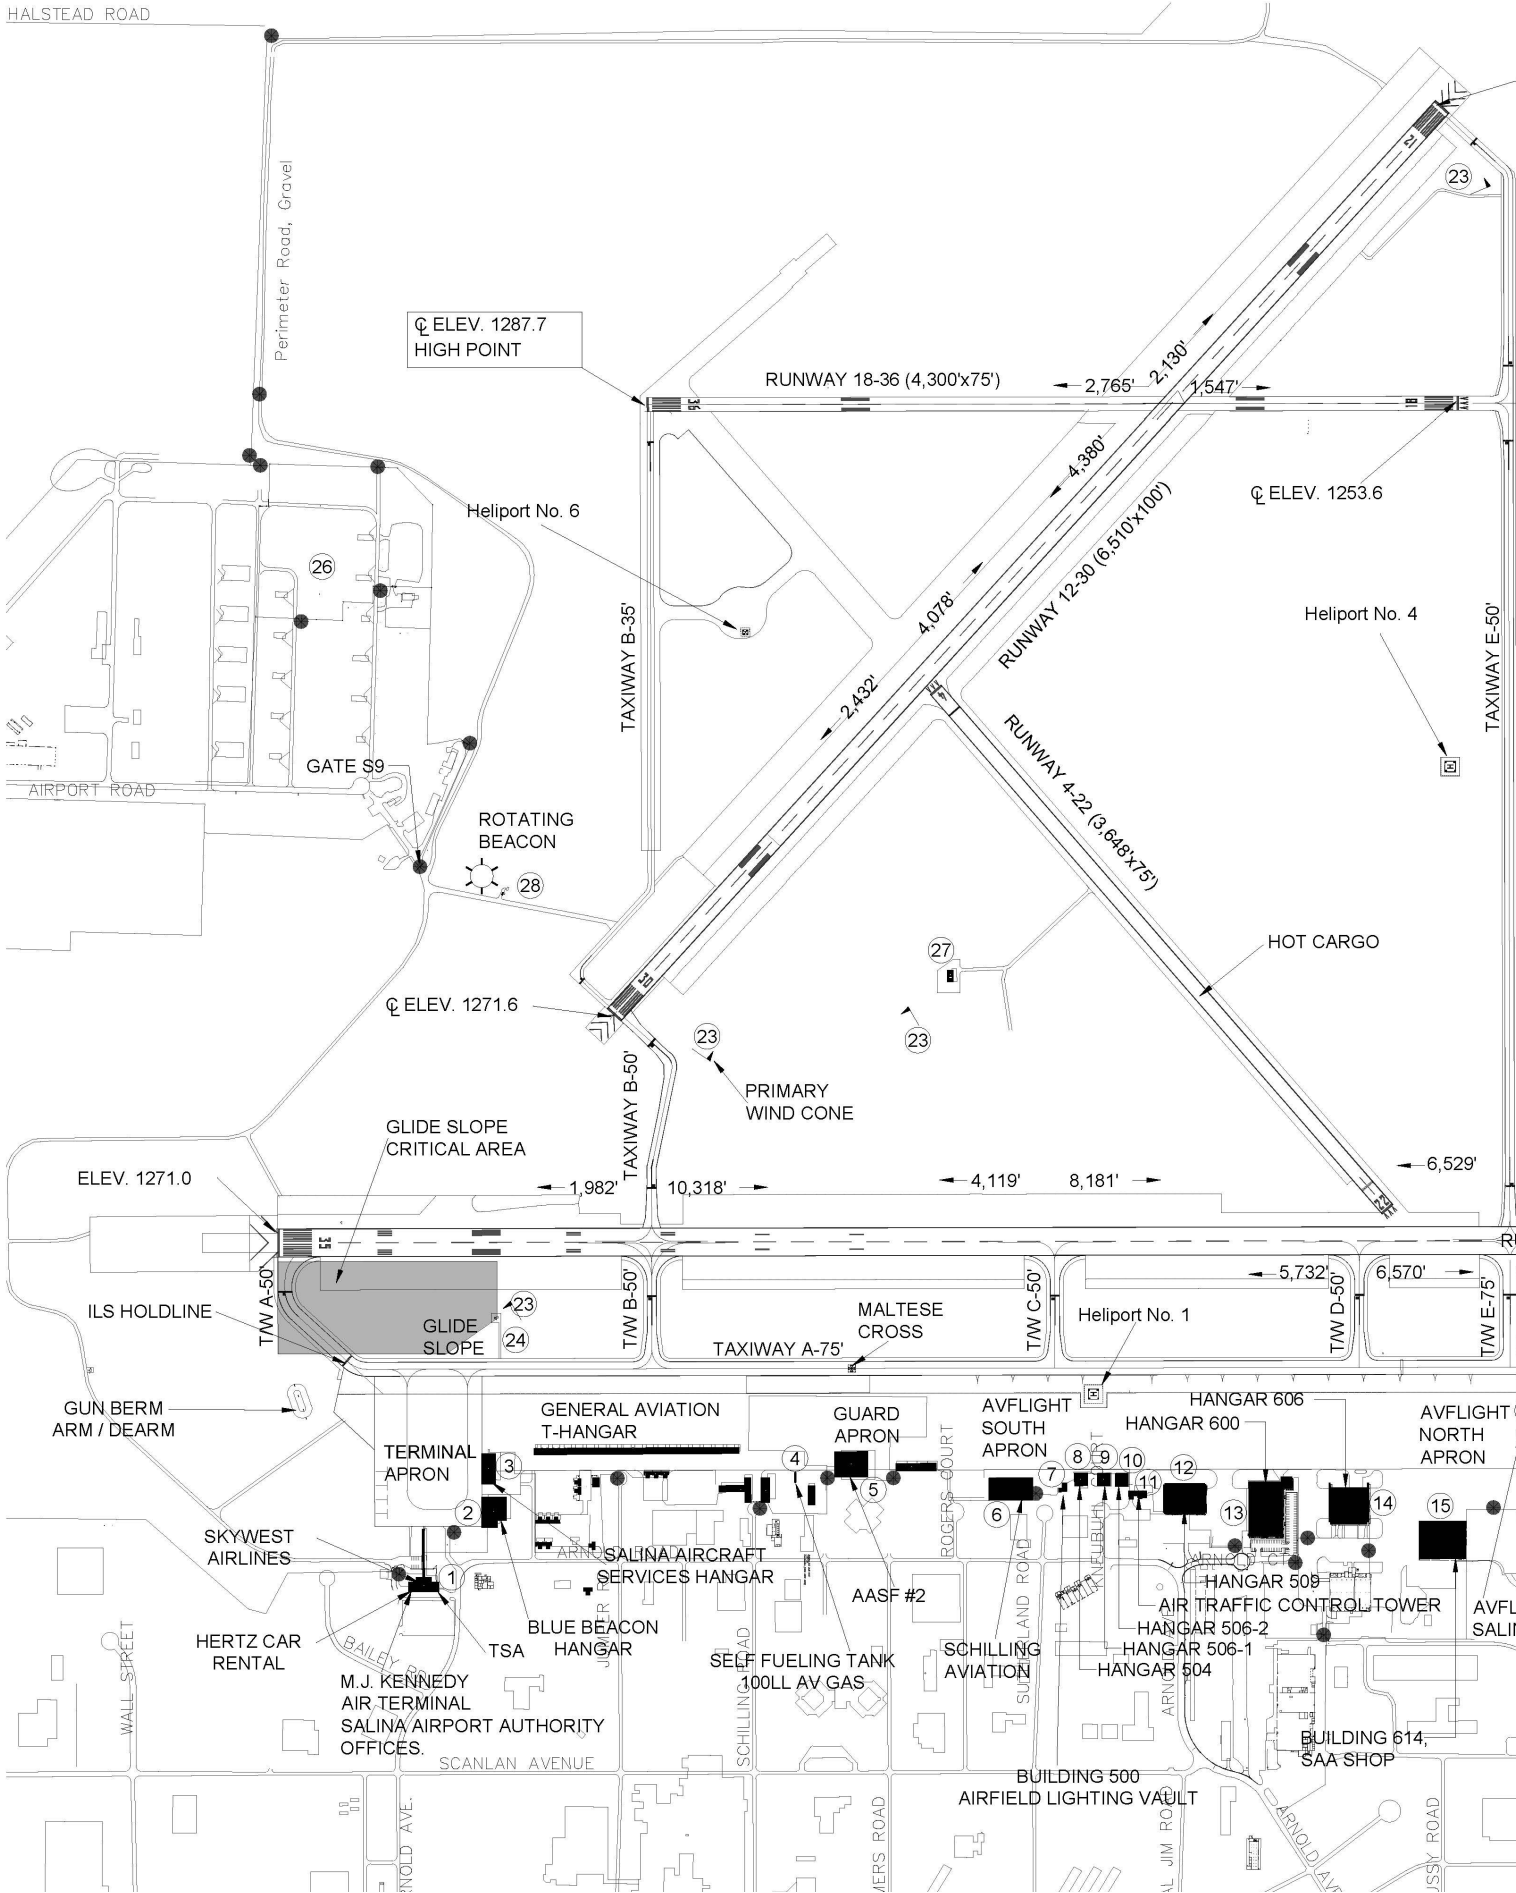 HALSTEAD ROAD
Perimeter Road, Gravel
21
23
℄ ELEV. 1287.7
HIGH POINT
RUNWAY 18-36 (4,300'x75')
2,765'
2,130'
1,547'
36
18
4,380'
℄ ELEV. 1253.6
Heliport No. 6
26
RUNWAY 12-30 (6,510'x100')
4,078'
Heliport No. 4
TAXIWAY B-35'
TAXIWAY E-50'
2,432'
4
RUNWAY 4-22 (3,648'x75')
GATE S9
AIRPORT ROAD
ROTATING
BEACON
28
HOT CARGO
27
30
℄ ELEV. 1271.6
23
23
TAXIWAY B-50'
PRIMARY
WIND CONE
GLIDE SLOPE
CRITICAL AREA
ELEV. 1271.0
1,982'
10,318'
4,119'
8,181'
6,529'
22
35
T/W A-50'
T/W B-50'
T/W C-50'
5,732'
T/W D-50'
6,570'
T/W E-75'
ILS HOLDLINE
GLIDE
SLOPE
23
24
TAXIWAY A-75'
MALTESE
CROSS
Heliport No. 1
GUN BERM
ARM / DEARM
TERMINAL
APRON
GENERAL AVIATION
T-HANGAR
GUARD
APRON
AVFLIGHT
SOUTH
APRON
HANGAR 606
HANGAR 600
AVFLIGHT
NORTH
APRON
3
4
5
6
7
8
9
10
11
12
13
14
15
2
1
ROGERS COURT
SKYWEST
AIRLINES
SALINA AIRCRAFT
SERVICES HANGAR
AASF #2
HANGAR 509
AIR TRAFFIC CONTROL TOWER
HANGAR 506-2
HANGAR 506-1
HANGAR 504
BLUE BEACON
HANGAR
SELF FUELING TANK
100LL AV GAS
SCHILLING
AVIATION
HERTZ CAR
RENTAL
TSA
M.J. KENNEDY
AIR TERMINAL
SALINA AIRPORT AUTHORITY
OFFICES.
WALL STREET
SCANLAN AVENUE
SCHILLING ROAD
SUTHERLAND ROAD
BUILDING 614,
SAA SHOP
BUILDING 500
AIRFIELD LIGHTING VAULT